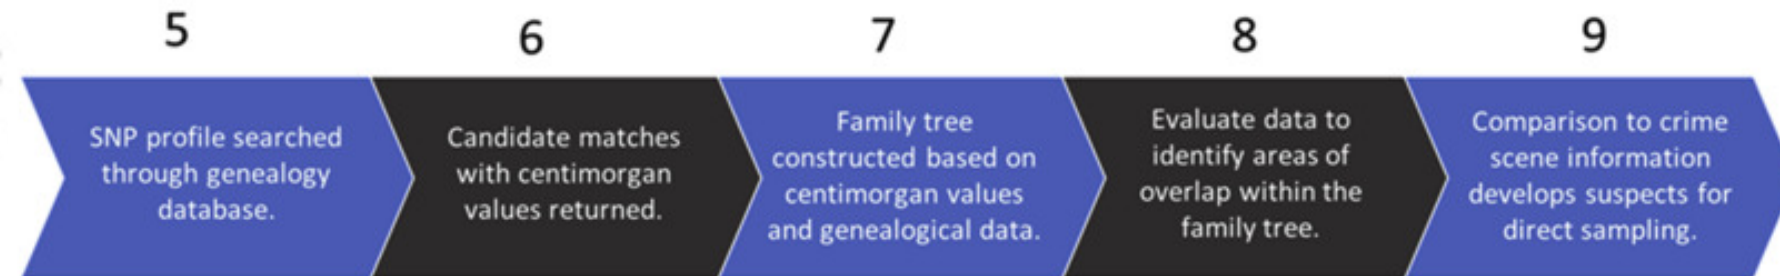 5
6
7
8
9
SNP profile searched
through genealogy
database.
Candidate matches
with centimorgan
values returned.
Family tree
constructed based on
centimorgan values
and genealogical data.
Evaluate data to
identify areas of
overlap within the
family tree.
Comparison to crime
scene information
develops suspects for
direct sampling.